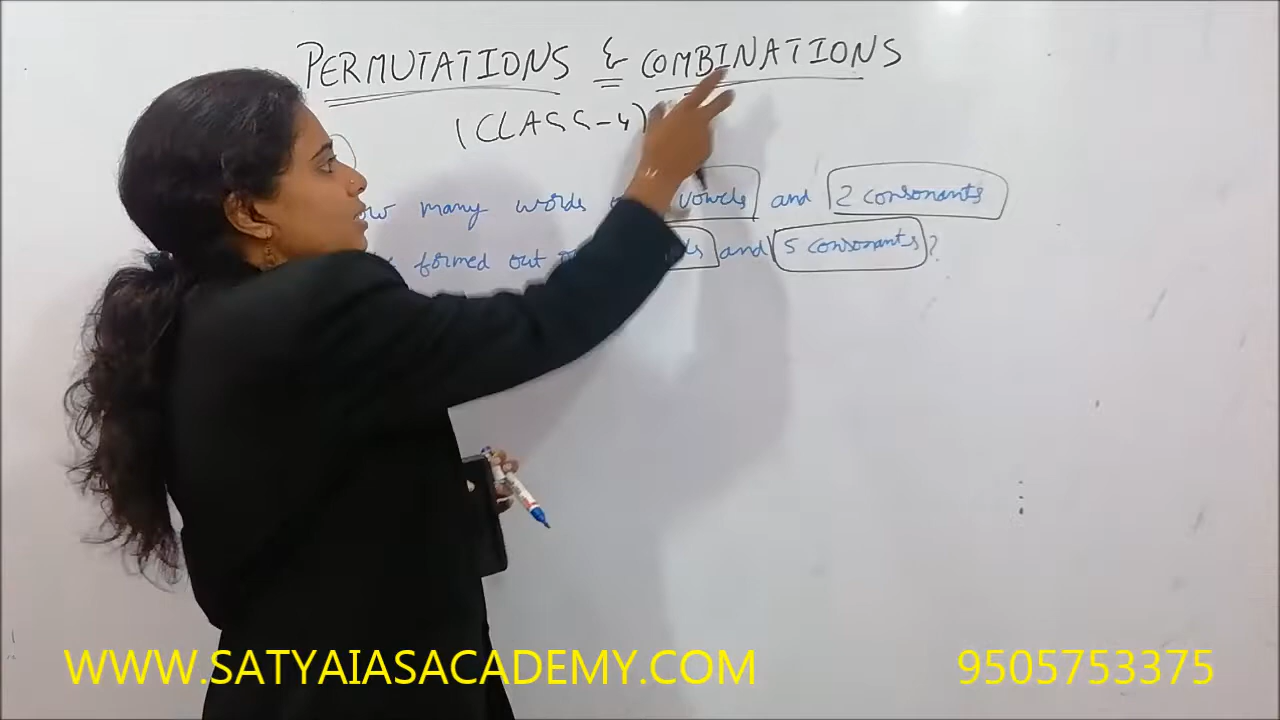 PERMUTATIONS & COMBINATIONS
(CLASS-4)
many words vowels and 2 consonants
formed out and 5 consonants ?
WWW.SATYAIASACADEMY.COM 9505753375